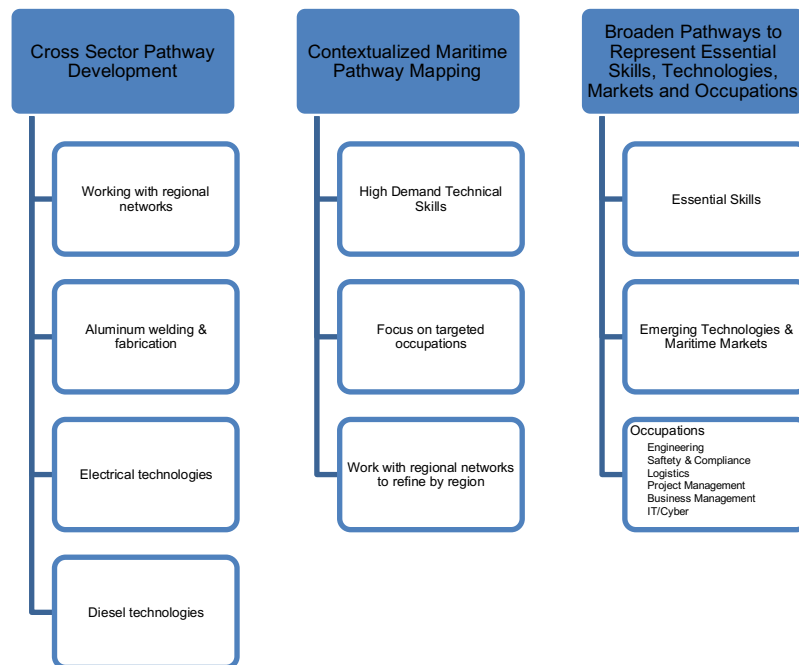 Cross Sector Pathway
Development
Working with regional
networks
Aluminum welding &
fabrication
Electrical technologies
Diesel technologies
Contextualized Maritime
Pathway Mapping
High Demand Technical
Skills
Focus on targeted
occupations
Work with regional networks
to refine by region
Broaden Pathways to
Represent Essential
Skills, Technologies,
Markets and Occupations
Essential Skills
Emerging Technologies &
Maritime Markets
Occupations
Engineering
Saftety & Compliance
Logistics
Project Management
Business Management
IT/Cyber